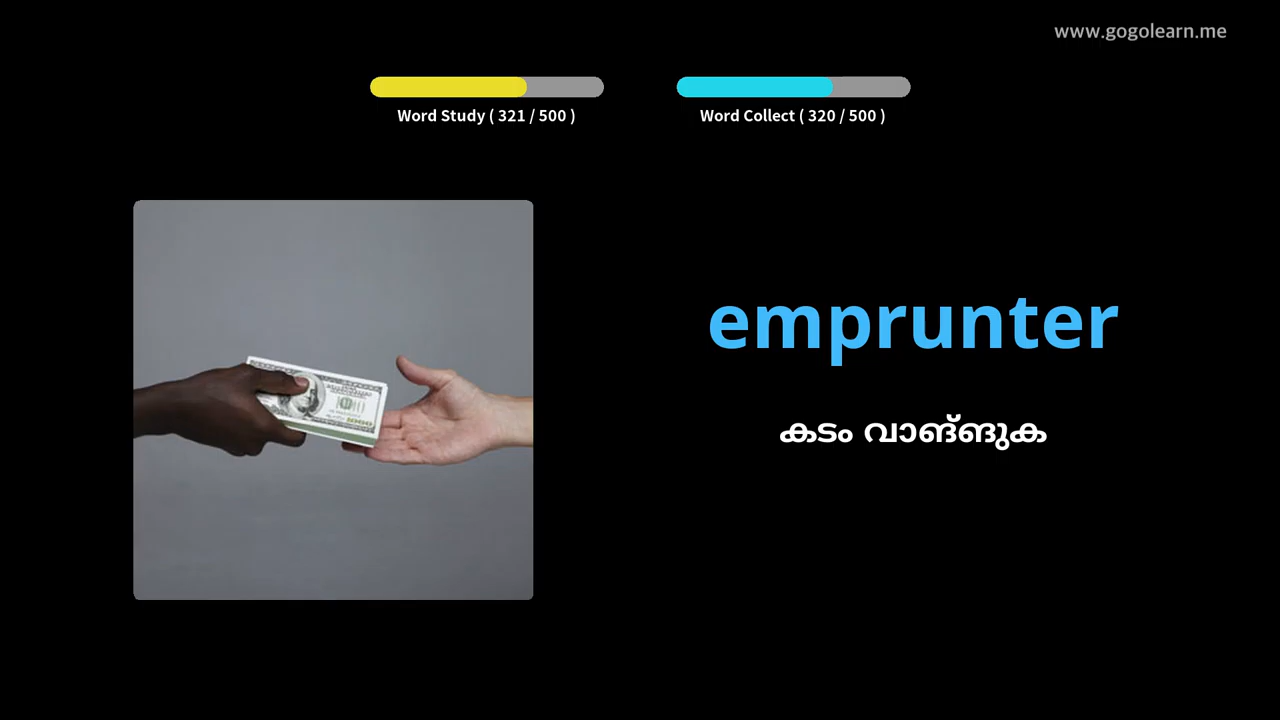 www.gogolearn.me
Word Study ( 321 / 500 )
Word Collect ( 320 / 500 )
emprunter
കടം വാങ്ങുക